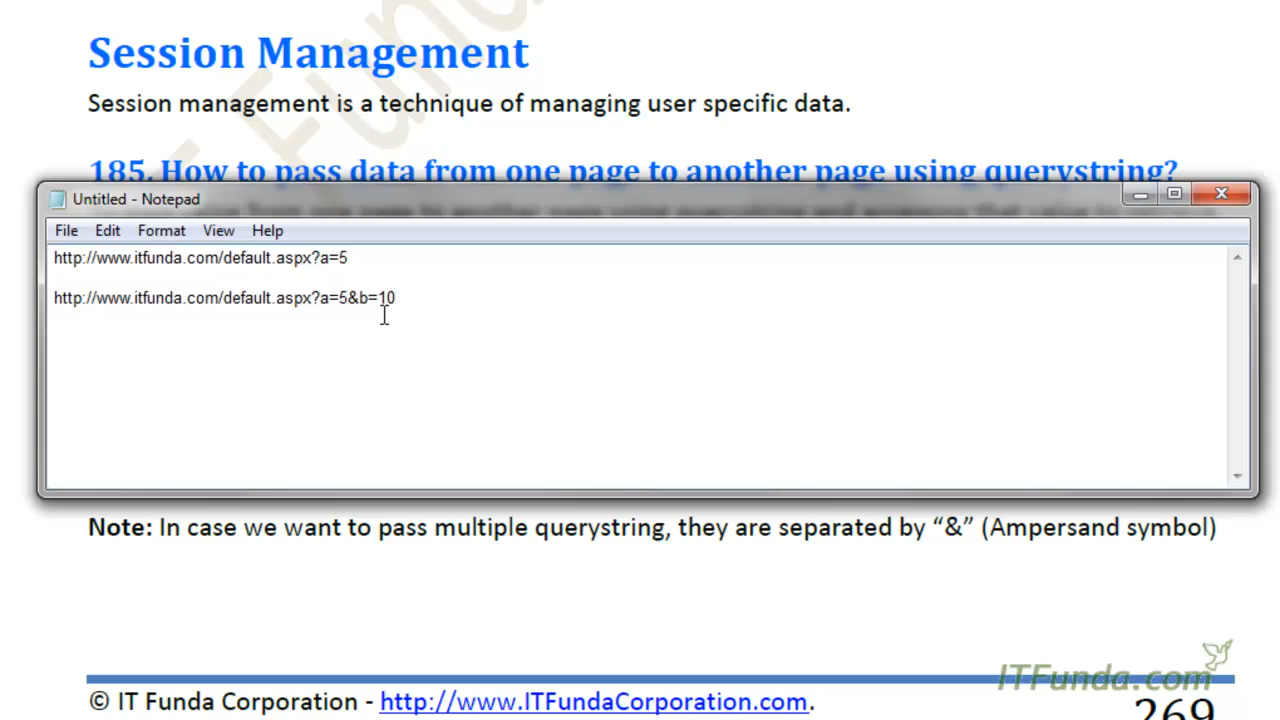 Session Management
Session management is a technique of managing user specific data.
185. How to pass data from one page to another page using querystring?
Untitled - Notepad
File Edit Format View Help
http://www.itfunda.com/default.aspx?a=5
http://www.itfunda.com/default.aspx?a=5&b=10
Note: In case we want to pass multiple querystring, they are separated by “&” (Ampersand symbol)
ITFunda.com
© IT Funda Corporation - http://www.ITFundaCorporation.com.
269